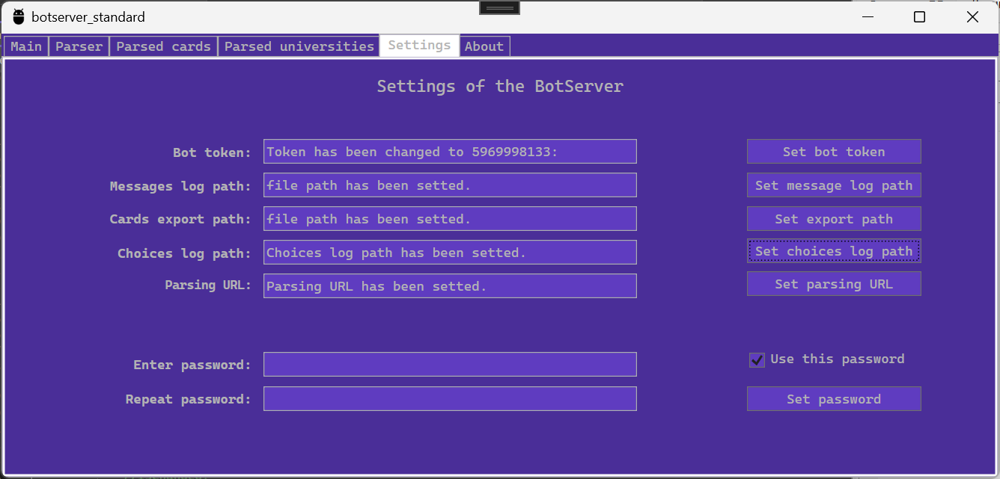 botserver_standard
Main Parser Parsed cards Parsed universities Settings About
Settings of the BotServer
Bot token: Token has been changed to 5969998133: Set bot token
Messages log path: file path has been setted. Set message log path
Cards export path: file path has been setted. Set export path
Choices log path: Choices log path has been setted. Set choices log path
Parsing URL: Parsing URL has been setted. Set parsing URL
Enter password: Use this password
Repeat password: Set password